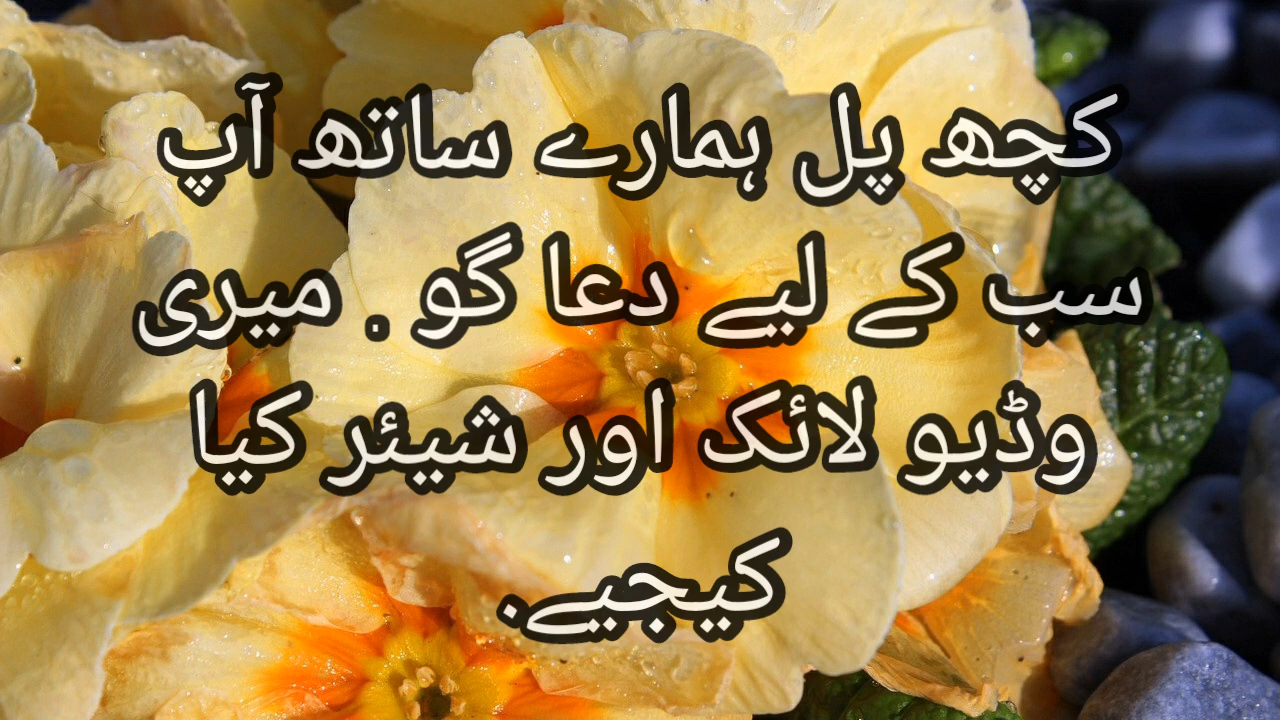 کچھ پل ہمارے ساتھ آپ
سب کے لیے دعا گو . میری
وڈیو لائک اور شیئر کیا
کیجیے.